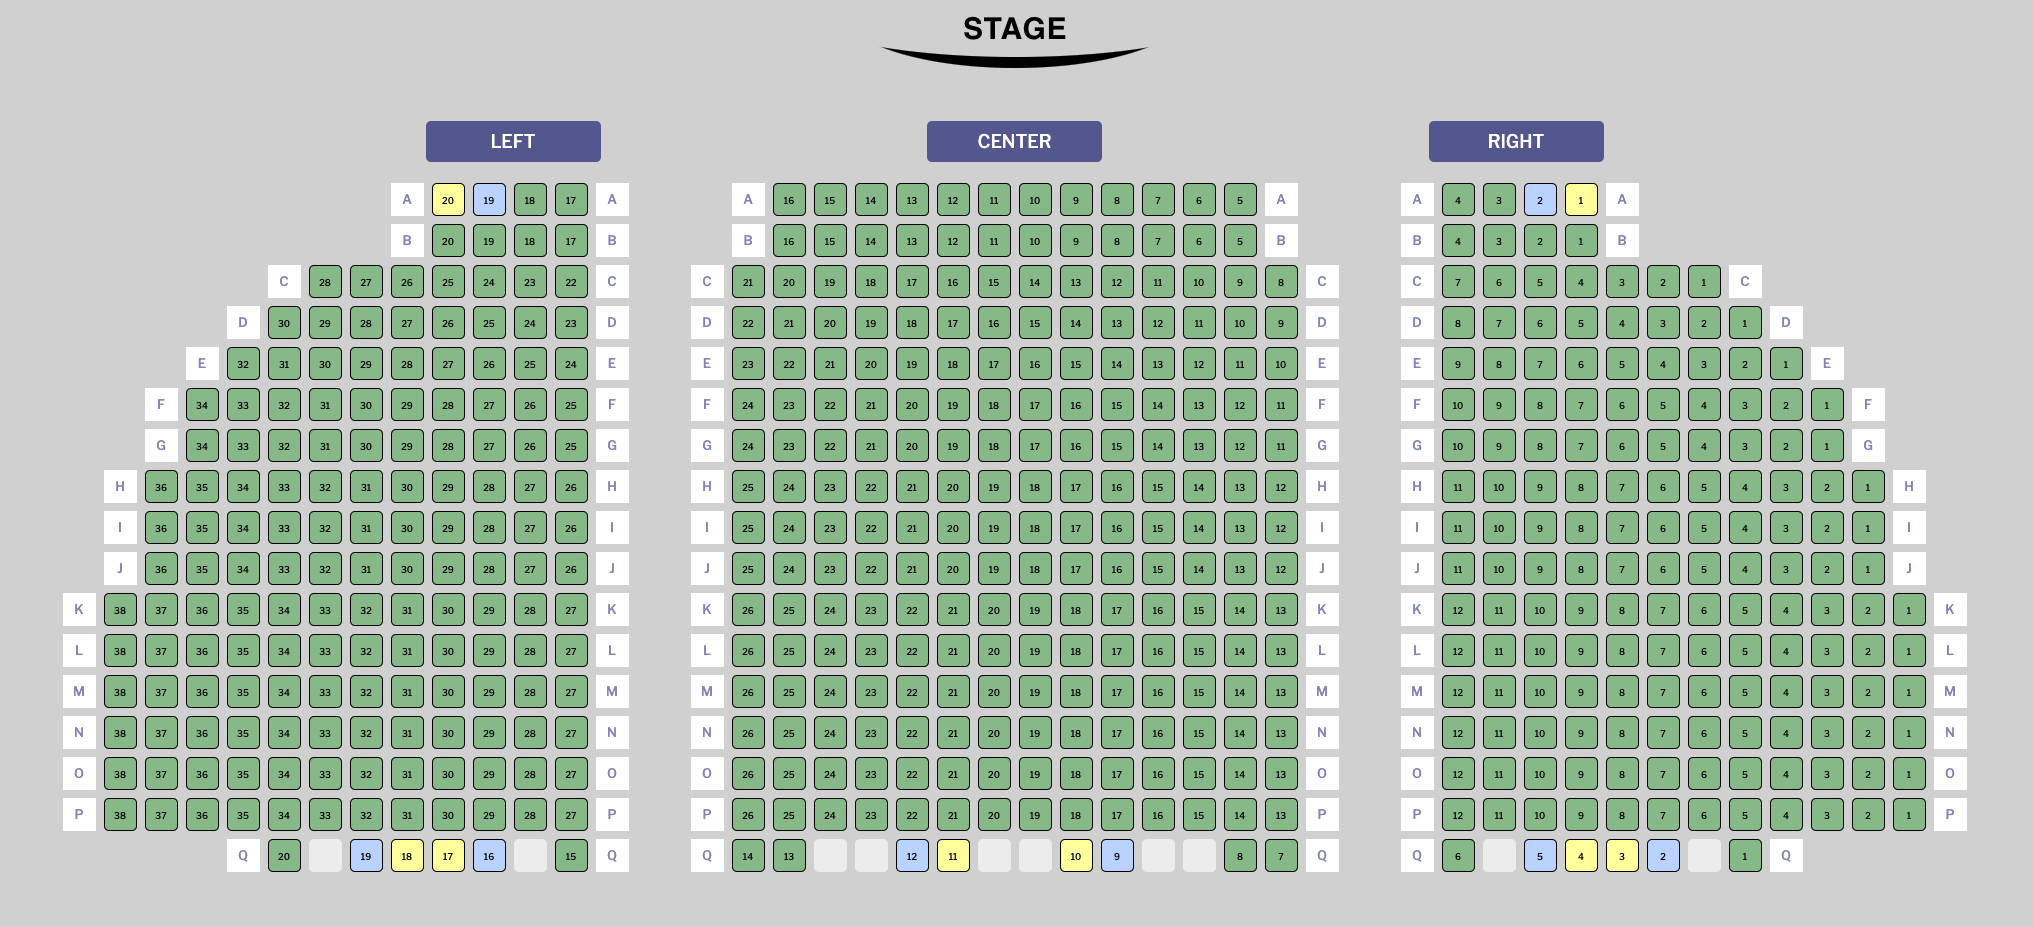 STAGE
LEFT CENTER RIGHT
A 20 19 18 17 A A 16 15 14 13 12 11 10 9 8 7 6 5 A A 4 3 2 1 A
B 20 19 18 17 B B 16 15 14 13 12 11 10 9 8 7 6 5 B B 4 3 2 1 B
C 28 27 26 25 24 23 22 C C 21 20 19 18 17 16 15 14 13 12 11 10 9 8 C C 7 6 5 4 3 2 1 C
D 30 29 28 27 26 25 24 23 D D 22 21 20 19 18 17 16 15 14 13 12 11 10 9 D D 8 7 6 5 4 3 2 1 D
E 32 31 30 29 28 27 26 25 24 E E 23 22 21 20 19 18 17 16 15 14 13 12 11 10 E E 9 8 7 6 5 4 3 2 1 E
F 34 33 32 31 30 29 28 27 26 25 F F 24 23 22 21 20 19 18 17 16 15 14 13 12 11 F F 10 9 8 7 6 5 4 3 2 1 F
G 34 33 32 31 30 29 28 27 26 25 G G 24 23 22 21 20 19 18 17 16 15 14 13 12 11 G G 10 9 8 7 6 5 4 3 2 1 G
H 36 35 34 33 32 31 30 29 28 27 26 H H 25 24 23 22 21 20 19 18 17 16 15 14 13 12 H H 11 10 9 8 7 6 5 4 3 2 1 H
I 36 35 34 33 32 31 30 29 28 27 26 I I 25 24 23 22 21 20 19 18 17 16 15 14 13 12 I I 11 10 9 8 7 6 5 4 3 2 1 I
J 36 35 34 33 32 31 30 29 28 27 26 J J 25 24 23 22 21 20 19 18 17 16 15 14 13 12 J J 11 10 9 8 7 6 5 4 3 2 1 J
K 38 37 36 35 34 33 32 31 30 29 28 27 K K 26 25 24 23 22 21 20 19 18 17 16 15 14 13 K K 12 11 10 9 8 7 6 5 4 3 2 1 K
L 38 37 36 35 34 33 32 31 30 29 28 27 L L 26 25 24 23 22 21 20 19 18 17 16 15 14 13 L L 12 11 10 9 8 7 6 5 4 3 2 1 L
M 38 37 36 35 34 33 32 31 30 29 28 27 M M 26 25 24 23 22 21 20 19 18 17 16 15 14 13 M M 12 11 10 9 8 7 6 5 4 3 2 1 M
N 38 37 36 35 34 33 32 31 30 29 28 27 N N 26 25 24 23 22 21 20 19 18 17 16 15 14 13 N N 12 11 10 9 8 7 6 5 4 3 2 1 N
O 38 37 36 35 34 33 32 31 30 29 28 27 O O 26 25 24 23 22 21 20 19 18 17 16 15 14 13 O O 12 11 10 9 8 7 6 5 4 3 2 1 O
P 38 37 36 35 34 33 32 31 30 29 28 27 P P 26 25 24 23 22 21 20 19 18 17 16 15 14 13 P P 12 11 10 9 8 7 6 5 4 3 2 1 P
Q 20 19 18 17 16 15 Q Q 14 13 12 11 10 9 8 7 Q Q 6 5 4 3 2 1 Q